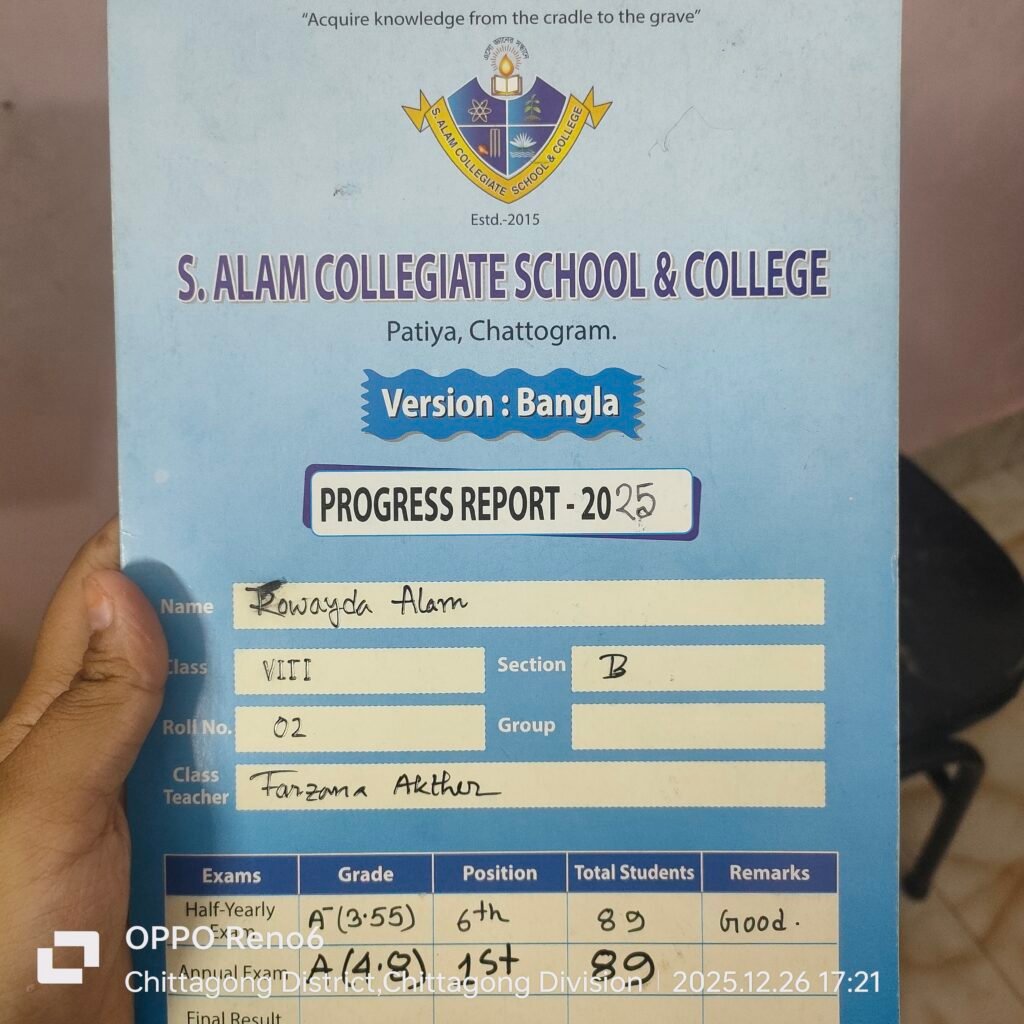 “Acquire knowledge from the cradle to the grave”
এসো জ্ঞানের সন্ধানে
S. ALAM COLLEGIATE SCHOOL & COLLEGE
Estd.-2015
S. ALAM COLLEGIATE SCHOOL & COLLEGE
Patiya, Chattogram.
Version : Bangla
PROGRESS REPORT - 2025
Name Rowayda Alam
Class VIII Section B
Roll No. 02 Group
Class Teacher Farzana Akther
Exams Grade Position Total Students Remarks
Half-Yearly Exam A- (3.55) 6th 89 Good.
Annual Exam A (4.8) 1st 89
Final Result
OPPO Reno6
Chittagong District,Chittagong Division 2025.12.26 17:21